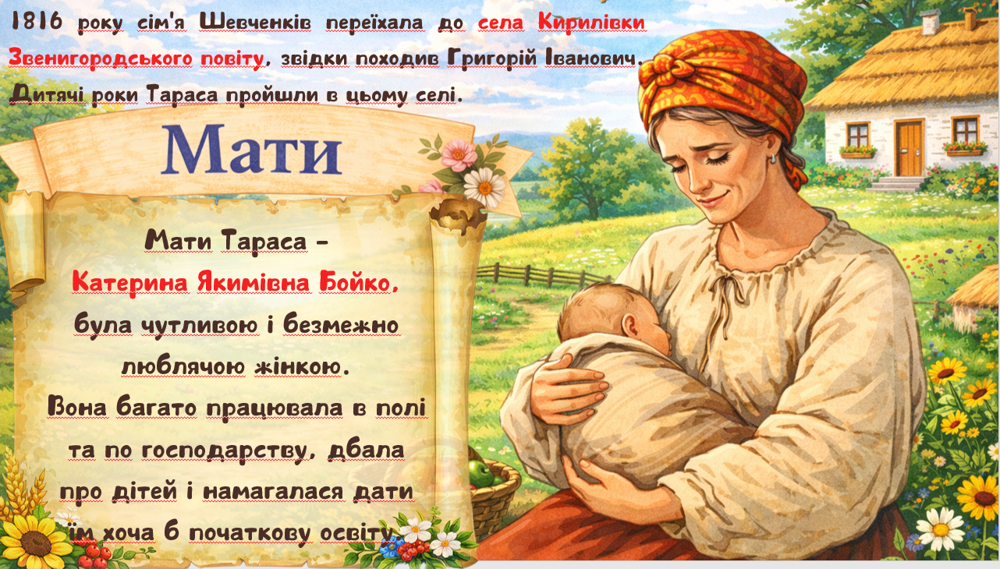 1816 року сім'я Шевченків переїхала до села Кирилівки
Звенигородського повіту, звідки походив Григорій Іванович.
Дитячі роки Тараса пройшли в цьому селі.
Мати
Мати Тараса –
Катерина Якимівна Бойко,
була чутливою і безмежно
люблячою жінкою.
Вона багато працювала в полі
та по господарству, дбала
про дітей і намагалася дати
їм хоча б початкову освіту.